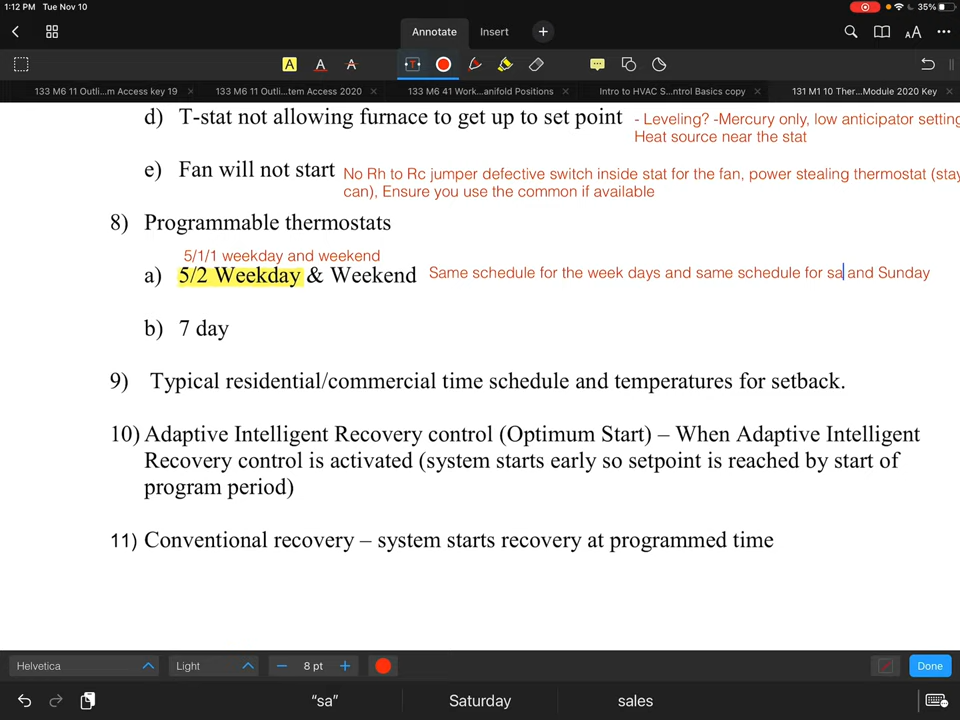 1:12 PM Tue Nov 10
35%
Annotate
Insert
AA
A A A T
133 M6 11 Outli...m Access key 19
133 M6 11 Outli...tem Access 2020
133 M6 41 Work...anifold Positions
Intro to HVAC S...ntrol Basics copy
131 M1 10 Ther...Module 2020 Key
d) T-stat not allowing furnace to get up to set point
- Leveling? -Mercury only, low anticipator setting
Heat source near the stat
e) Fan will not start
No Rh to Rc jumper defective switch inside stat for the fan, power stealing thermostat (stay
can), Ensure you use the common if available
8) Programmable thermostats
5/1/1 weekday and weekend
a) 5/2 Weekday & Weekend
Same schedule for the week days and same schedule for sa and Sunday
b) 7 day
9) Typical residential/commercial time schedule and temperatures for setback.
10) Adaptive Intelligent Recovery control (Optimum Start) – When Adaptive Intelligent
Recovery control is activated (system starts early so setpoint is reached by start of
program period)
11) Conventional recovery – system starts recovery at programmed time
Helvetica
Light
8 pt
Done
“sa”
Saturday
sales